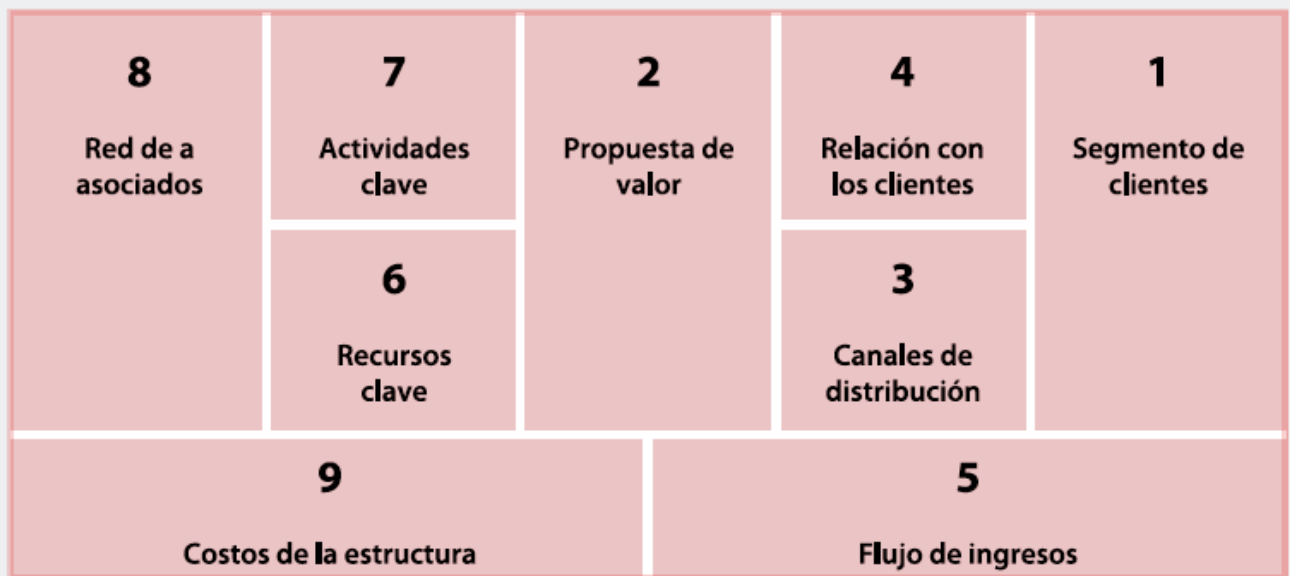 8
Red de a
asociados
7
Actividades
clave
2
Propuesta de
valor
4
Relación con
los clientes
1
Segmento de
clientes
6
Recursos
clave
3
Canales de
distribución
9
Costos de la estructura
5
Flujo de ingresos